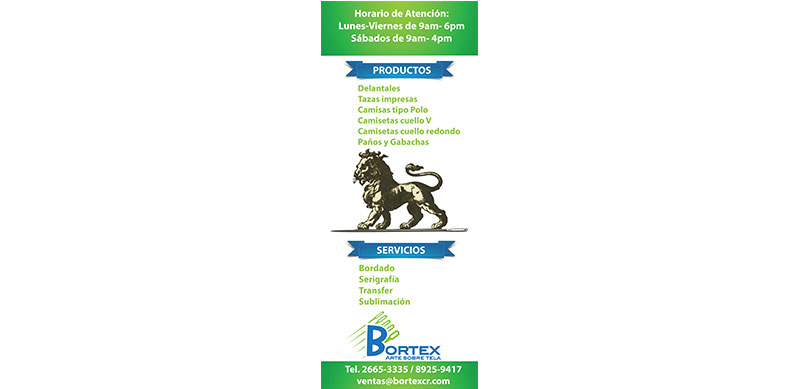 Horario de Atención:
Lunes-Viernes de 9am- 6pm
Sábados de 9am- 4pm
PRODUCTOS
Delantales
Tazas impresas
Camisas tipo Polo
Camisetas cuello V
Camisetas cuello redondo
Paños y Gabachas
SERVICIOS
Bordado
Serigrafía
Transfer
Sublimación
BORTEX
ARTE SOBRE TELA
Tel. 2665-3335 / 8925-9417
ventas@bortexcr.com